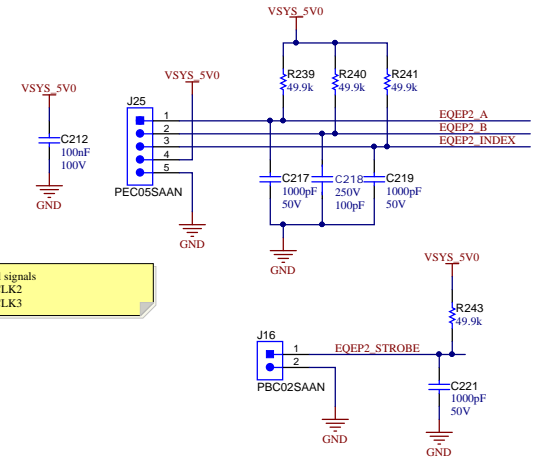 VSYS_5V0
R239
49.9k
R240
49.9k
R241
49.9k
VSYS_5V0
VSYS_5V0
C212
100nF
100V
GND
J25
1
2
3
4
5
PEC05SAAN
GND
EQEP2_A
EQEP2_B
EQEP2_INDEX
C217
1000pF
50V
C218
250V
100pF
C219
1000pF
50V
GND
signals
LK2
LK3
VSYS_5V0
R243
49.9k
J16
1
2
PBC02SAAN
EQEP2_STROBE
GND
C221
1000pF
50V
GND